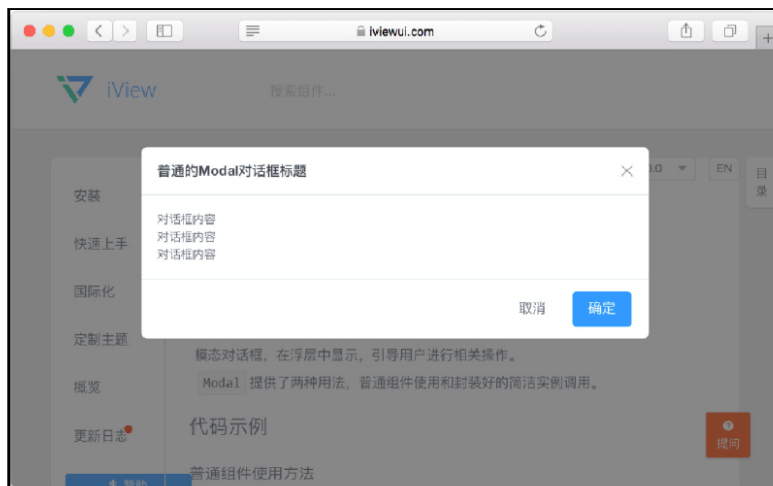 iviewui.com
iView
搜索组件...
普通的Modal对话框标题
EN
目录
安装
对话框内容
对话框内容
对话框内容
快速上手
国际化
取消
确定
定制主题
模态对话框，在浮层中显示，引导用户进行相关操作。
概览
Modal 提供了两种用法，普通组件使用和封装好的简洁实例调用。
更新日志
代码示例
提问
普通组件使用方法